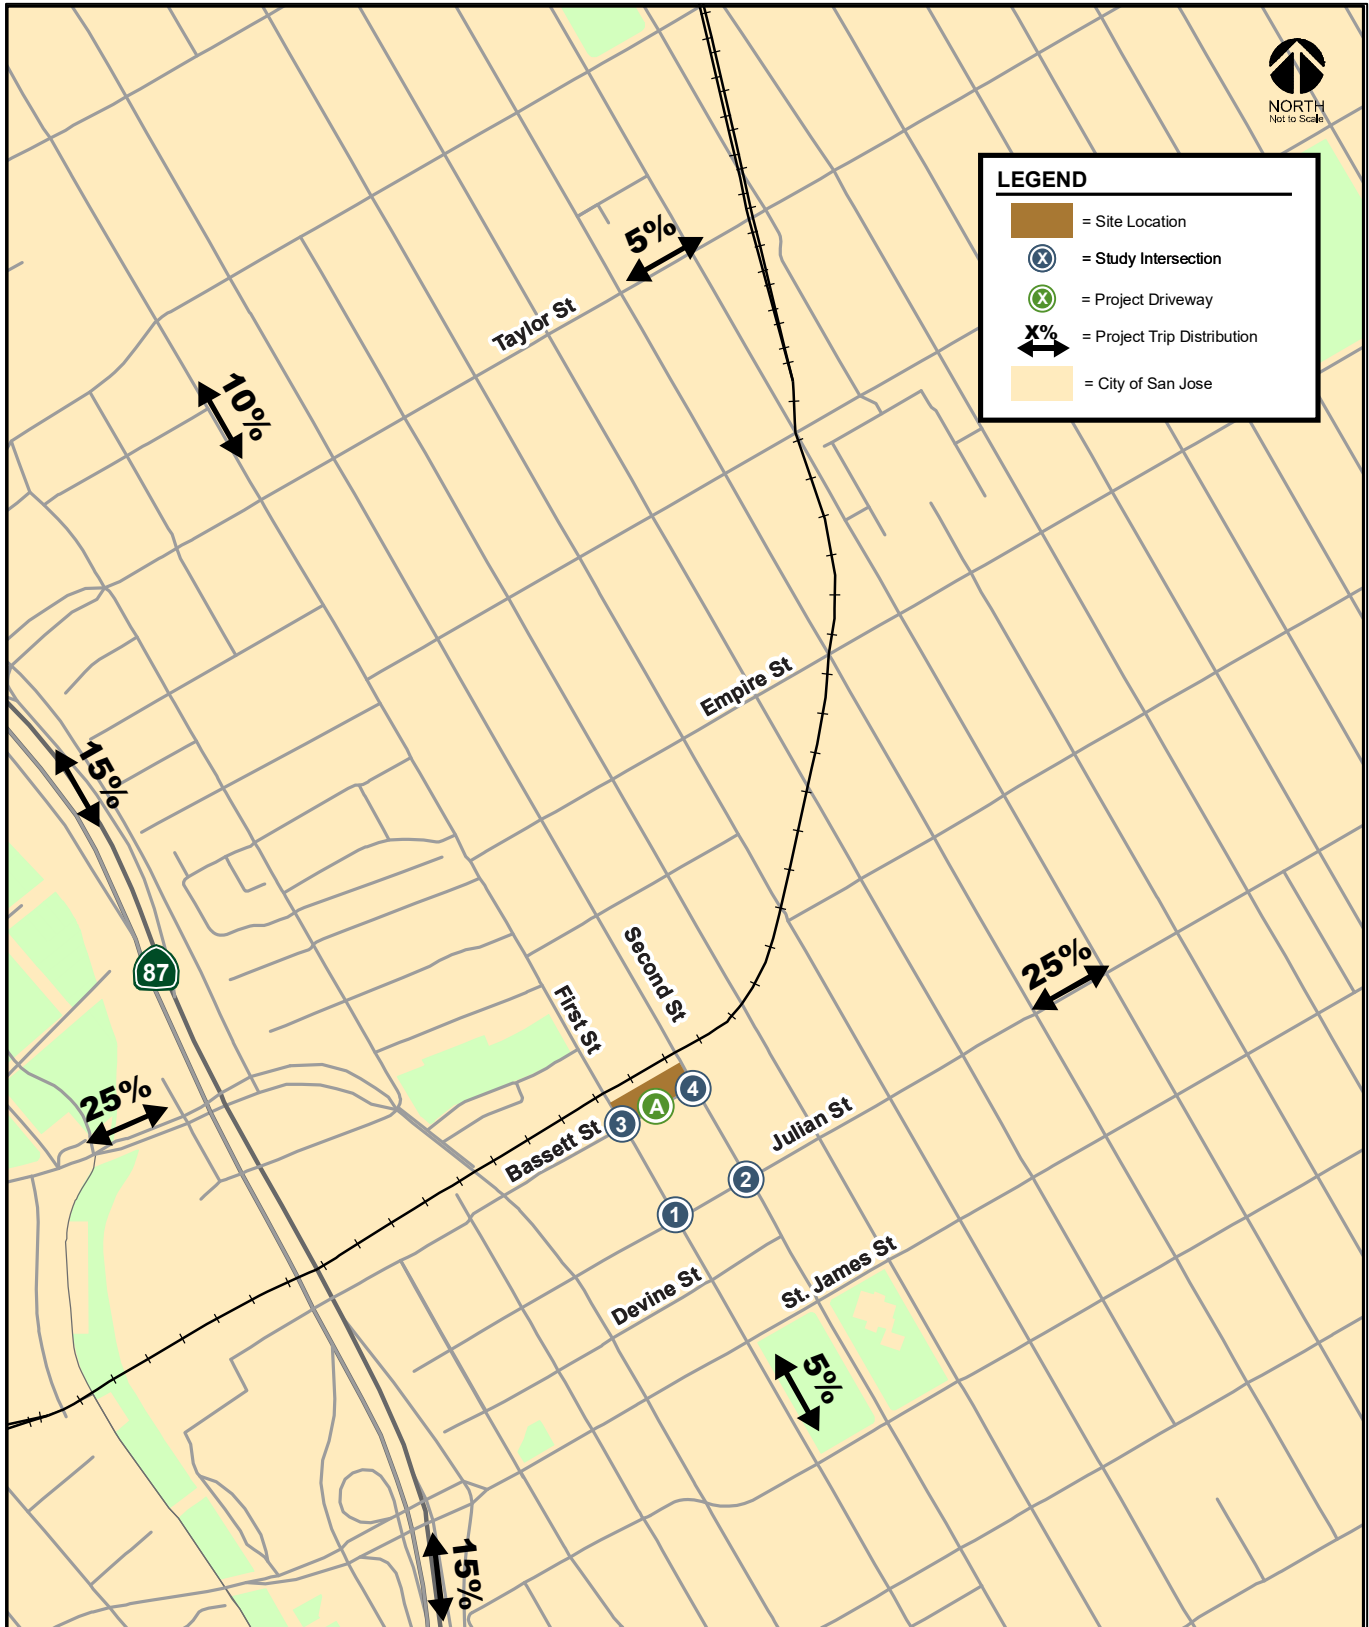 NORTH
Not to Scale
LEGEND
= Site Location
X
= Study Intersection
X
= Project Driveway
X%
= Project Trip Distribution
= City of San Jose
5%
Taylor St
10%
Empire St
15%
87
Second St
First St
25%
25%
4
A
3
Bassett St
Julian St
2
1
St. James St
Devine St
5%
15%